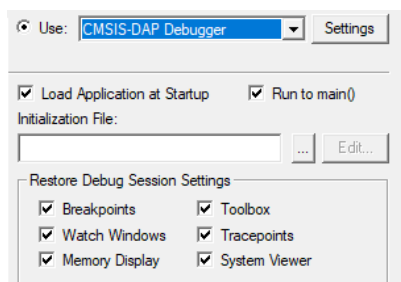 Use: CMSIS-DAP Debugger Settings
Load Application at Startup Run to main()
Initialization File:
... Edit...
Restore Debug Session Settings
Breakpoints Toolbox
Watch Windows Tracepoints
Memory Display System Viewer